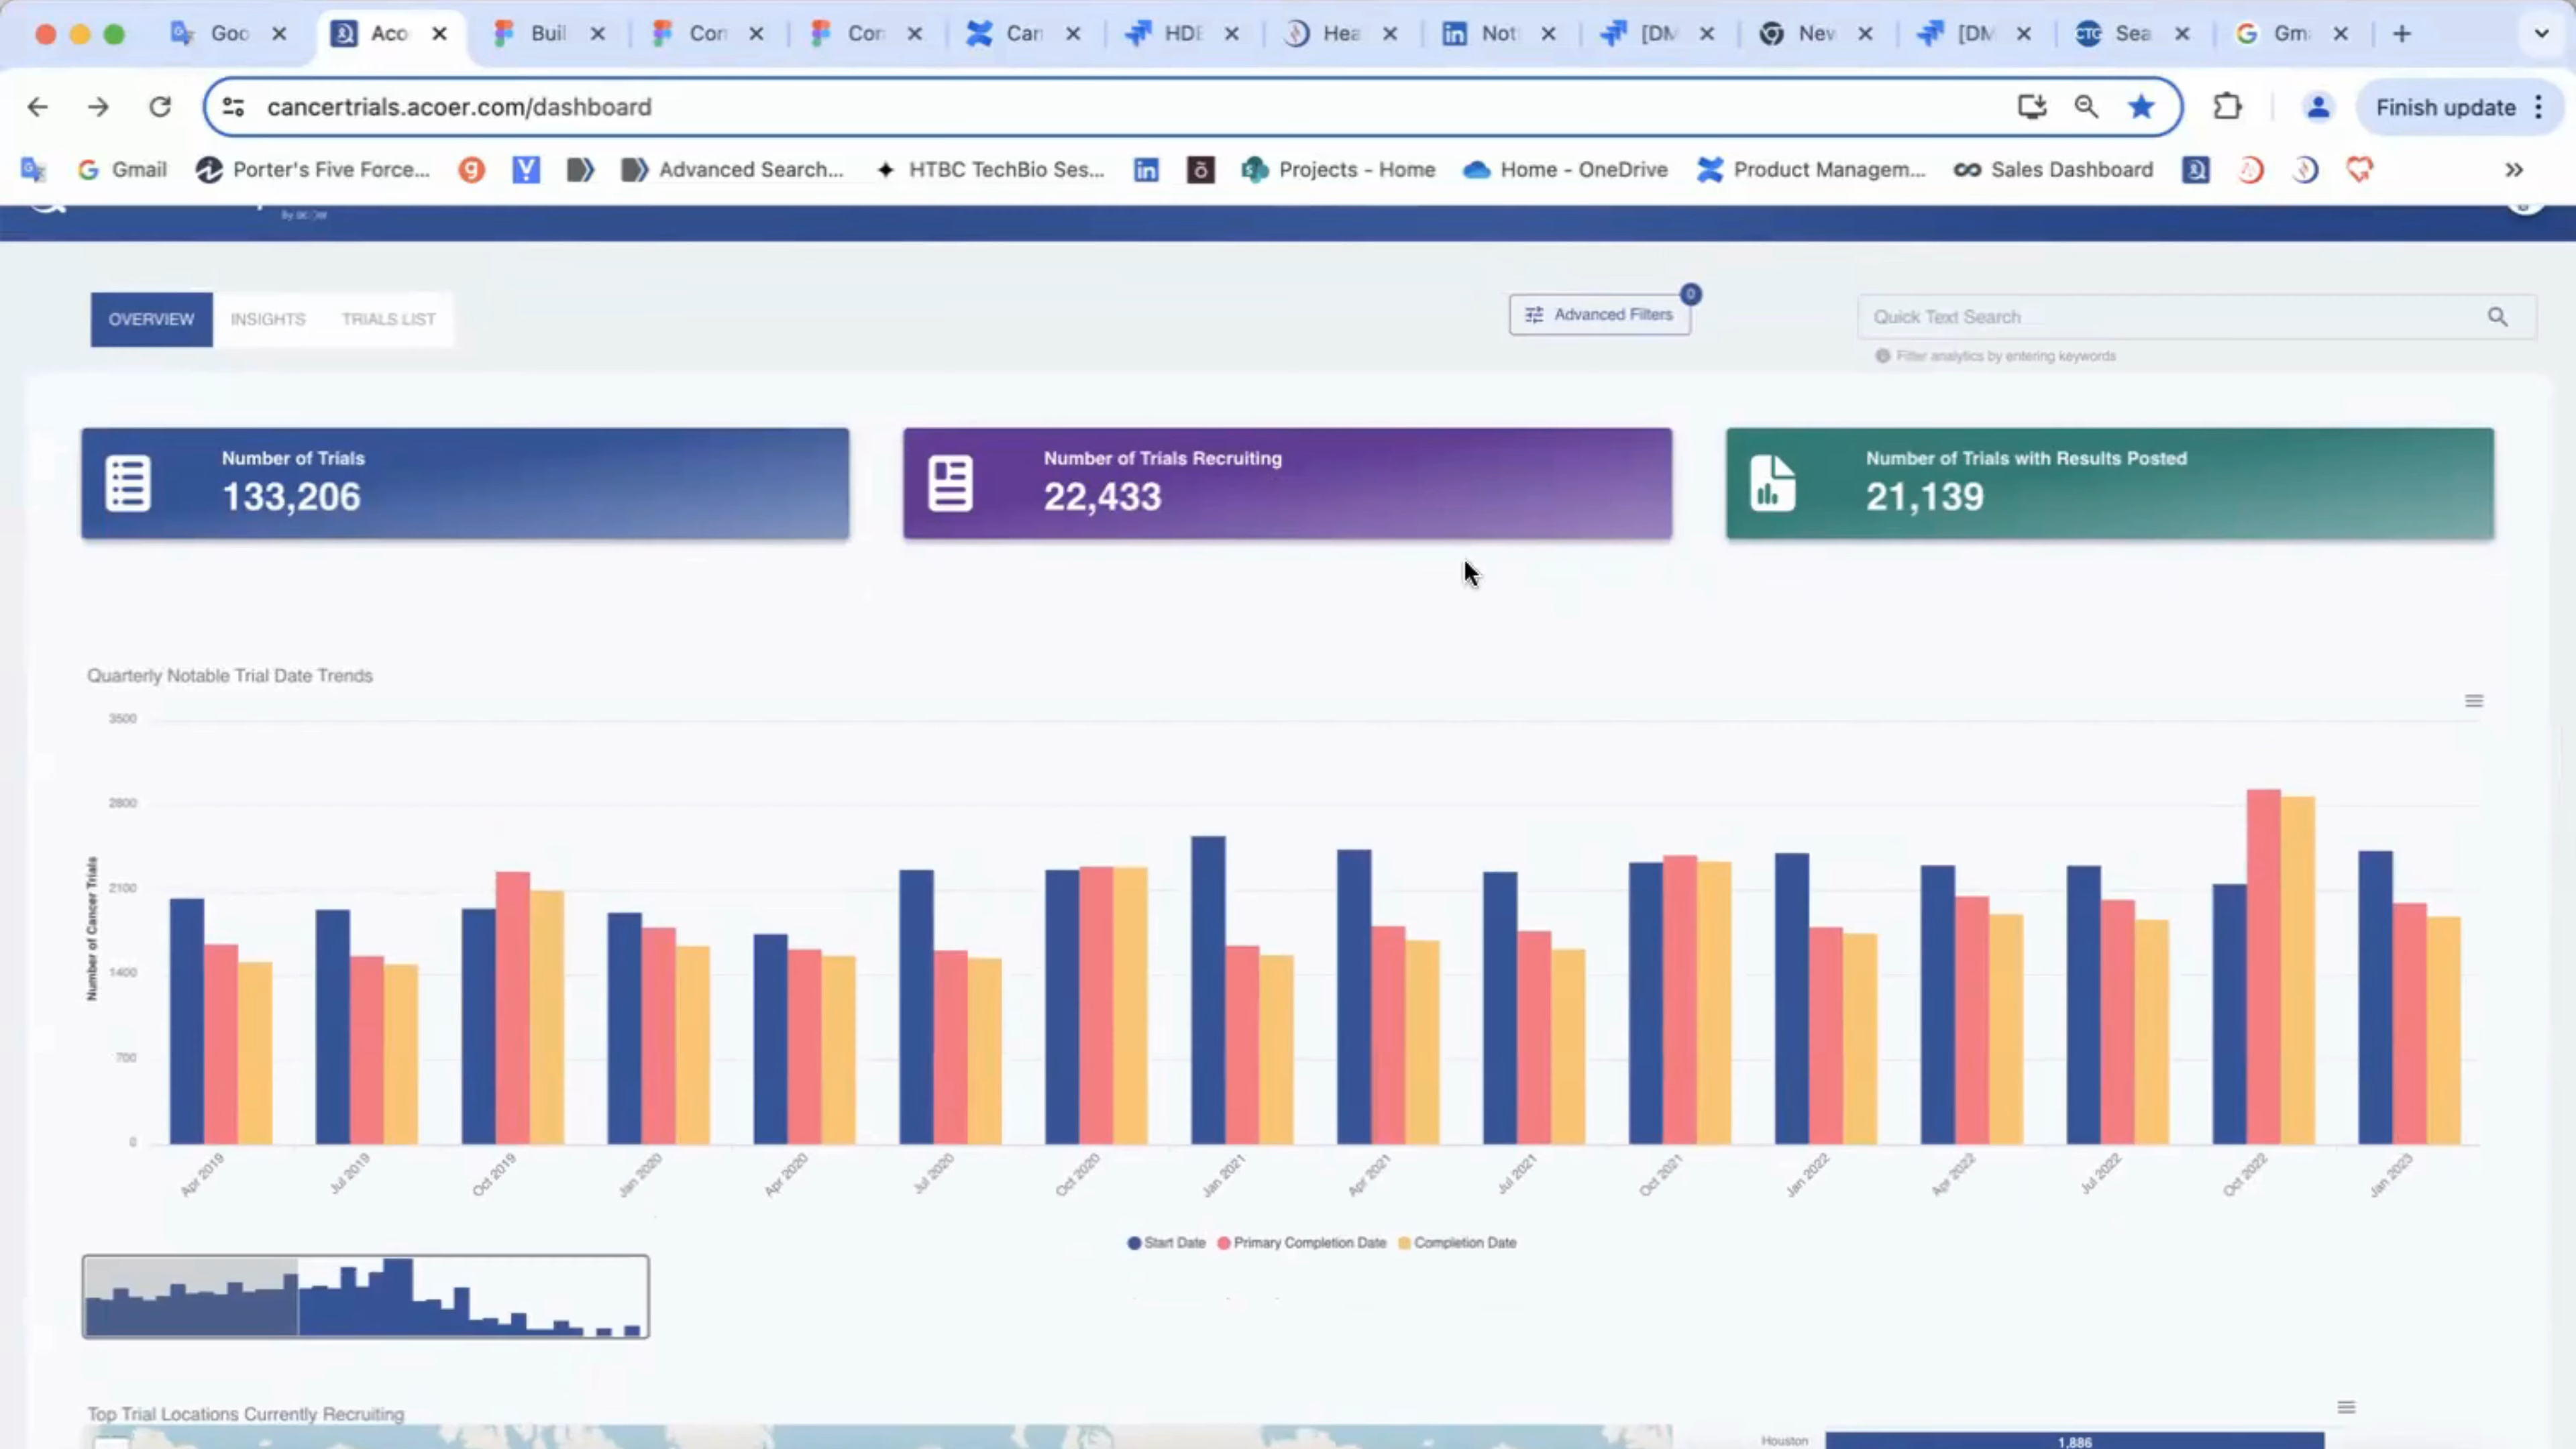 Goo
Aco
Buil
Con
Con
Can
HDE
Hea
Not
[DM
New
[DM
CTG
Sea
Gm
cancertrials.acoer.com/dashboard
Finish update
Gmail
Porter's Five Force...
Advanced Search...
HTBC TechBio Ses...
Projects - Home
Home - OneDrive
Product Managem...
Sales Dashboard
OVERVIEW
INSIGHTS
TRIALS LIST
Advanced Filters
0
Quick Text Search
Filter analytics by entering keywords
Number of Trials
133,206
Number of Trials Recruiting
22,433
Number of Trials with Results Posted
21,139
Quarterly Notable Trial Date Trends
3500
2800
2100
1400
700
0
Number of Cancer Trials
Apr 2019
Jul 2019
Oct 2019
Jan 2020
Apr 2020
Jul 2020
Oct 2020
Jan 2021
Apr 2021
Jul 2021
Oct 2021
Jan 2022
Apr 2022
Jul 2022
Oct 2022
Jan 2023
Start Date
Primary Completion Date
Completion Date
Top Trial Locations Currently Recruiting
Houston
1,886